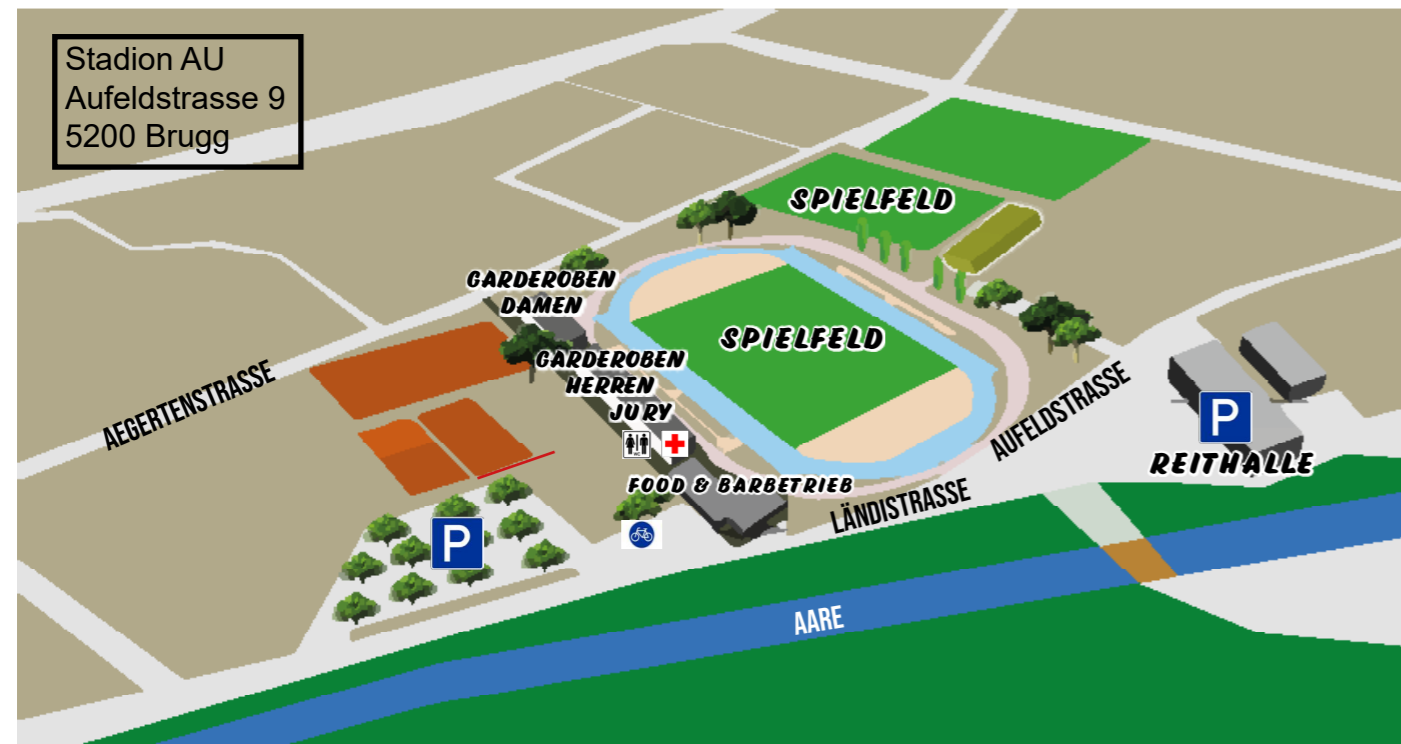 Stadion AU
Aufeldstrasse 9
5200 Brugg
SPIELFELD
GARDEROBEN
DAMEN
SPIELFELD
GARDEROBEN
HERREN
JURY
AEGERTENSTRASSE
AUFELDSTRASSE
P
REITHALLE
WC
FOOD & BARBETRIEB
LÄNDISTRASSE
P
AARE